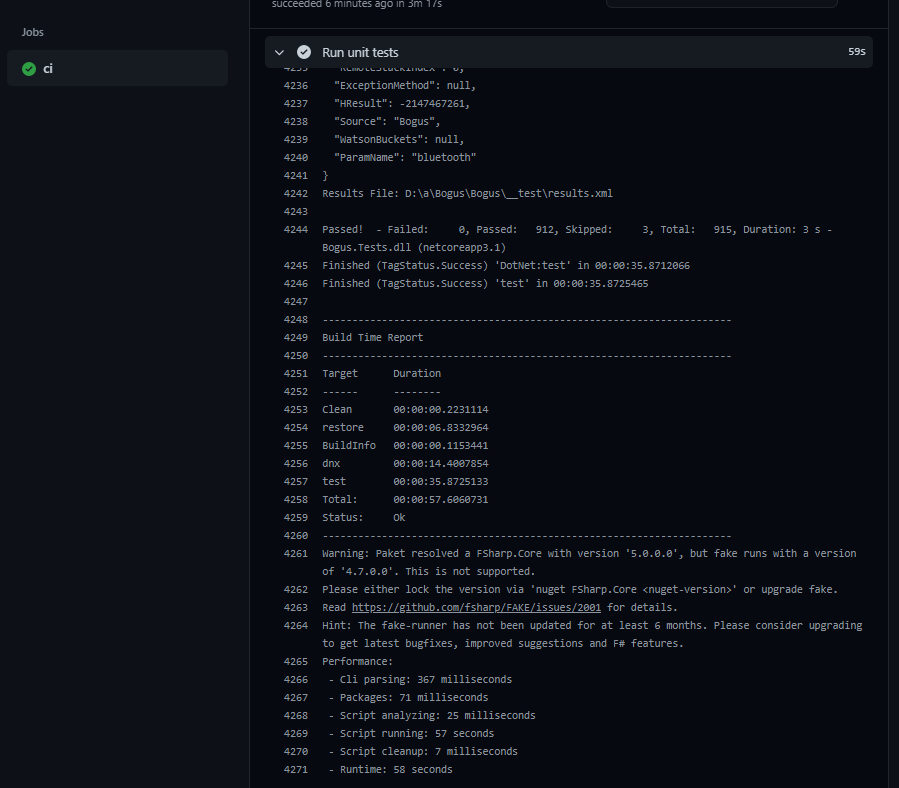 succeeded 6 minutes ago in 3m 17s
Jobs
ci
Run unit tests 59s
4235 "RemoteStackIndex": 0,
4236 "ExceptionMethod": null,
4237 "HResult": -2147467261,
4238 "Source": "Bogus",
4239 "WatsonBuckets": null,
4240 "ParamName": "bluetooth"
4241 }
4242 Results File: D:\a\Bogus\Bogus\__test\results.xml
4243
4244 Passed!  - Failed:     0, Passed:   912, Skipped:     3, Total:   915, Duration: 3 s -
Bogus.Tests.dll (netcoreapp3.1)
4245 Finished (TagStatus.Success) 'DotNet:test' in 00:00:35.8712066
4246 Finished (TagStatus.Success) 'test' in 00:00:35.8725465
4247
4248 ---------------------------------------------------------------------
4249 Build Time Report
4250 ---------------------------------------------------------------------
4251 Target      Duration
4252 ------      --------
4253 Clean       00:00:00.2231114
4254 restore     00:00:06.8332964
4255 BuildInfo   00:00:00.1153441
4256 dnx         00:00:14.4007854
4257 test        00:00:35.8725133
4258 Total:      00:00:57.6060731
4259 Status:     Ok
4260 ---------------------------------------------------------------------
4261 Warning: Paket resolved a FSharp.Core with version '5.0.0.0', but fake runs with a version
of '4.7.0.0'. This is not supported.
4262 Please either lock the version via 'nuget FSharp.Core <nuget-version>' or upgrade fake.
4263 Read https://github.com/fsharp/FAKE/issues/2001 for details.
4264 Hint: The fake-runner has not been updated for at least 6 months. Please consider upgrading
to get latest bugfixes, improved suggestions and F# features.
4265 Performance:
4266  - Cli parsing: 367 milliseconds
4267  - Packages: 71 milliseconds
4268  - Script analyzing: 25 milliseconds
4269  - Script running: 57 seconds
4270  - Script cleanup: 7 milliseconds
4271  - Runtime: 58 seconds